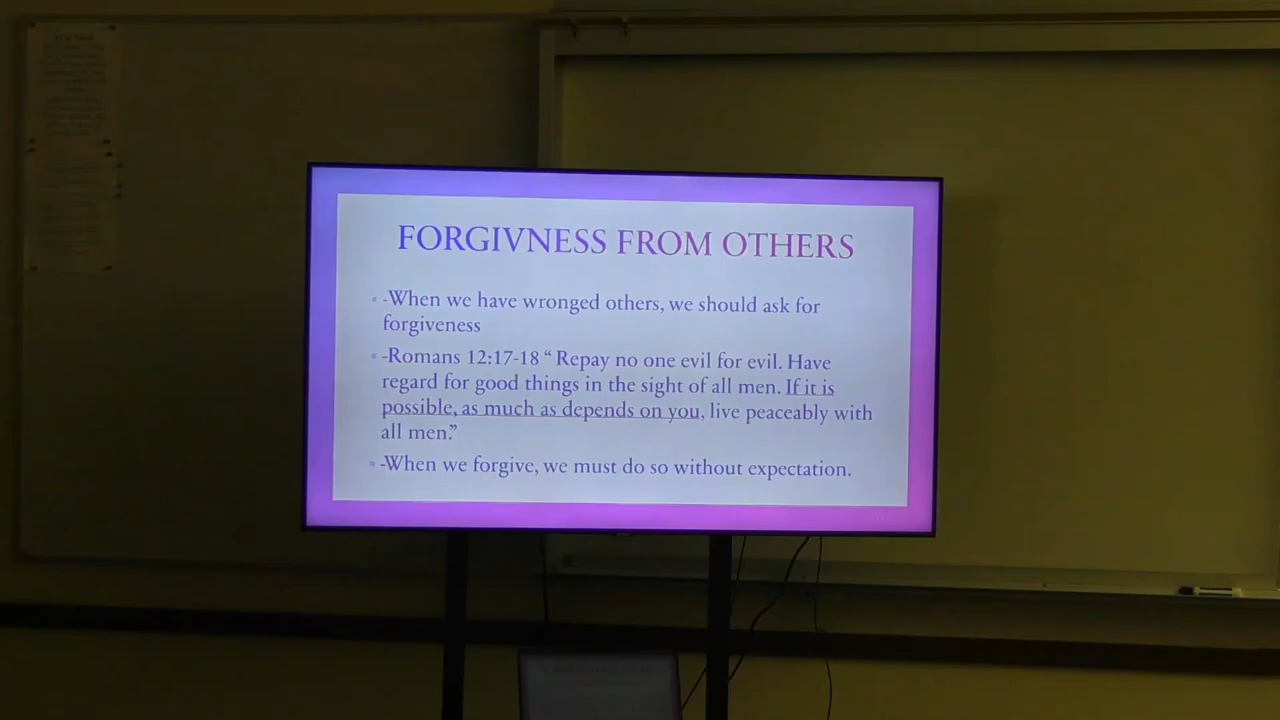 FORGIVNESS FROM OTHERS
-When we have wronged others, we should ask for
forgiveness
-Romans 12:17-18 “ Repay no one evil for evil. Have
regard for good things in the sight of all men. If it is
possible, as much as depends on you, live peaceably with
all men.”
-When we forgive, we must do so without expectation.